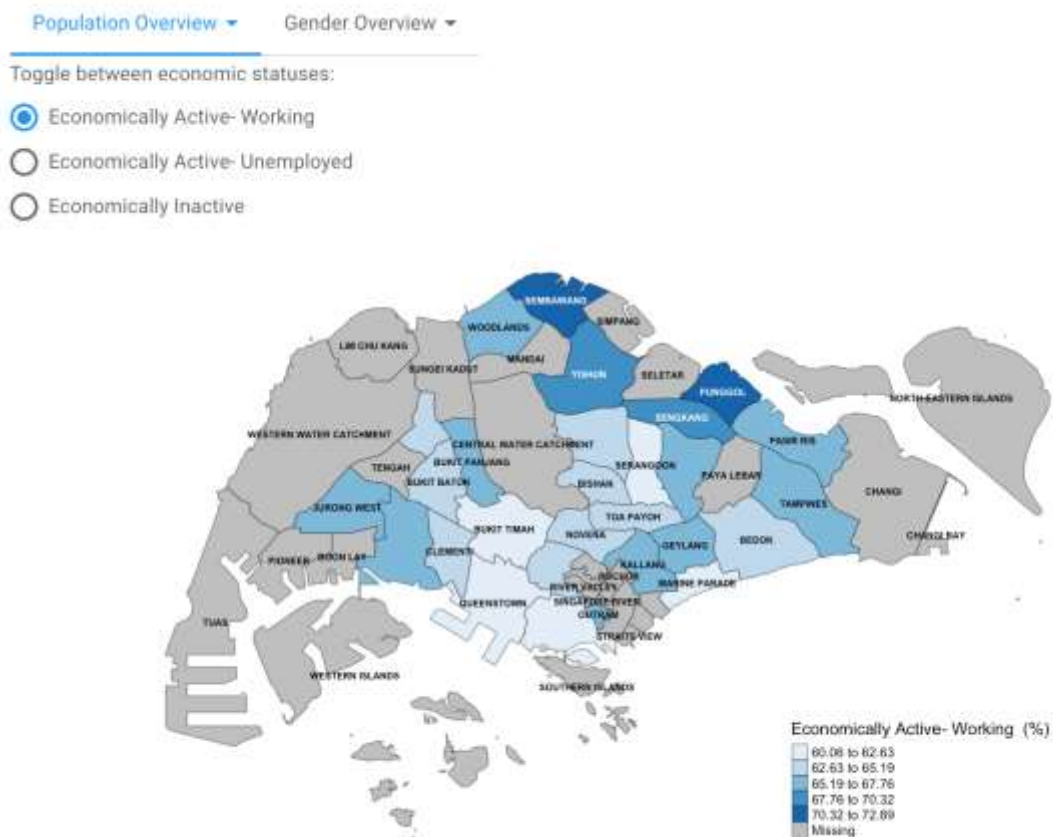 Population Overview
Gender Overview
Toggle between economic statuses:
Economically Active- Working
Economically Active- Unemployed
Economically Inactive
SEMBAWANG
SIMPANG
WOODLANDS
LIM CHU KANG
MANDAI
SUNGEI KADUT
YISHUN
SELETAR
PUNGGOL
NORTH-EASTERN ISLANDS
SENGKANG
WESTERN WATER CATCHMENT
CENTRAL WATER CATCHMENT
PASIR RIS
BUKIT PANJANG
SERANGOON
TENGAH
PAYA LEBAR
BUKIT BATOK
BISHAN
CHANGI
TAMPINES
JURONG WEST
TOA PAYOH
BUKIT TIMAH
NOVENA
CHANGI BAY
BEDOK
GEYLANG
CLEMENTI
PIONEER
BOON LAY
KALLANG
ROCHOR
MARINE PARADE
RIVER VALLEY
QUEENSTOWN
SINGAPORE RIVER
OUTRAM
TUAS
STRAITS VIEW
WESTERN ISLANDS
SOUTHERN ISLANDS
Economically Active- Working (%)
60.06 to 62.63
62.63 to 65.19
65.19 to 67.76
67.76 to 70.32
70.32 to 72.89
Missing